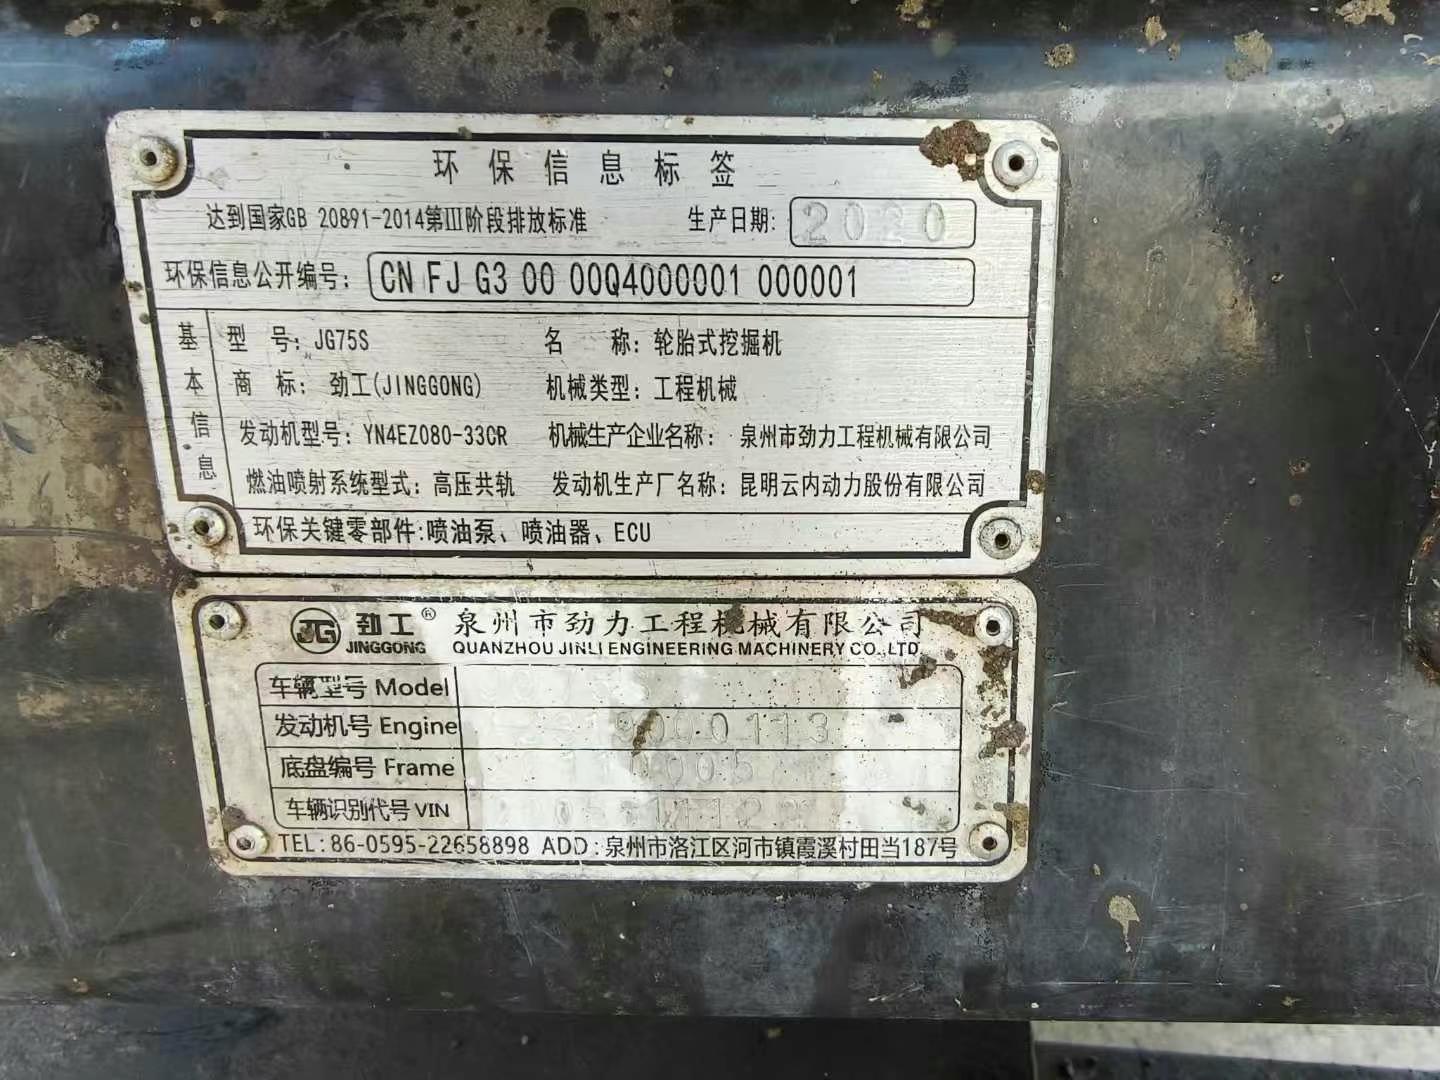 环保信息标签
达到国家GB 20891-2014第III阶段排放标准 生产日期: 2020
环保信息公开编号: CN FJ G3 00 00Q4000001 000001
基本信息
型 号: JG75S 名 称: 轮胎式挖掘机
商 标: 劲工(JINGGONG) 机械类型: 工程机械
发动机型号: YN4EZ080-33CR 机械生产企业名称: 泉州市劲力工程机械有限公司
燃油喷射系统型式: 高压共轨 发动机生产厂名称: 昆明云内动力股份有限公司
环保关键零部件:喷油泵、喷油器、ECU
JG 劲工® 泉州市劲力工程机械有限公司
JINGGONG QUANZHOU JINLI ENGINEERING MACHINERY CO.,LTD.
车辆型号 Model
发动机号 Engine
底盘编号 Frame
车辆识别代号 VIN
TEL:86-0595-22658898 ADD:泉州市洛江区河市镇霞溪村田当187号